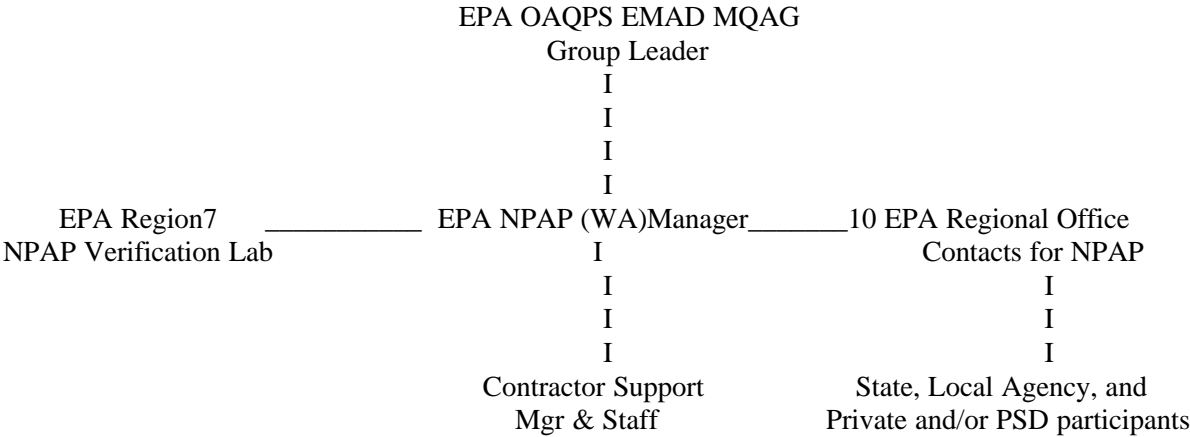 EPA OAQPS EMAD MQAG
Group Leader
I
I
I
I
EPA Region7 ___________ EPA NPAP (WA)Manager_______10 EPA Regional Office
NPAP Verification Lab I Contacts for NPAP
I I
I I
I I
Contractor Support State, Local Agency, and
Mgr & Staff Private and/or PSD participants